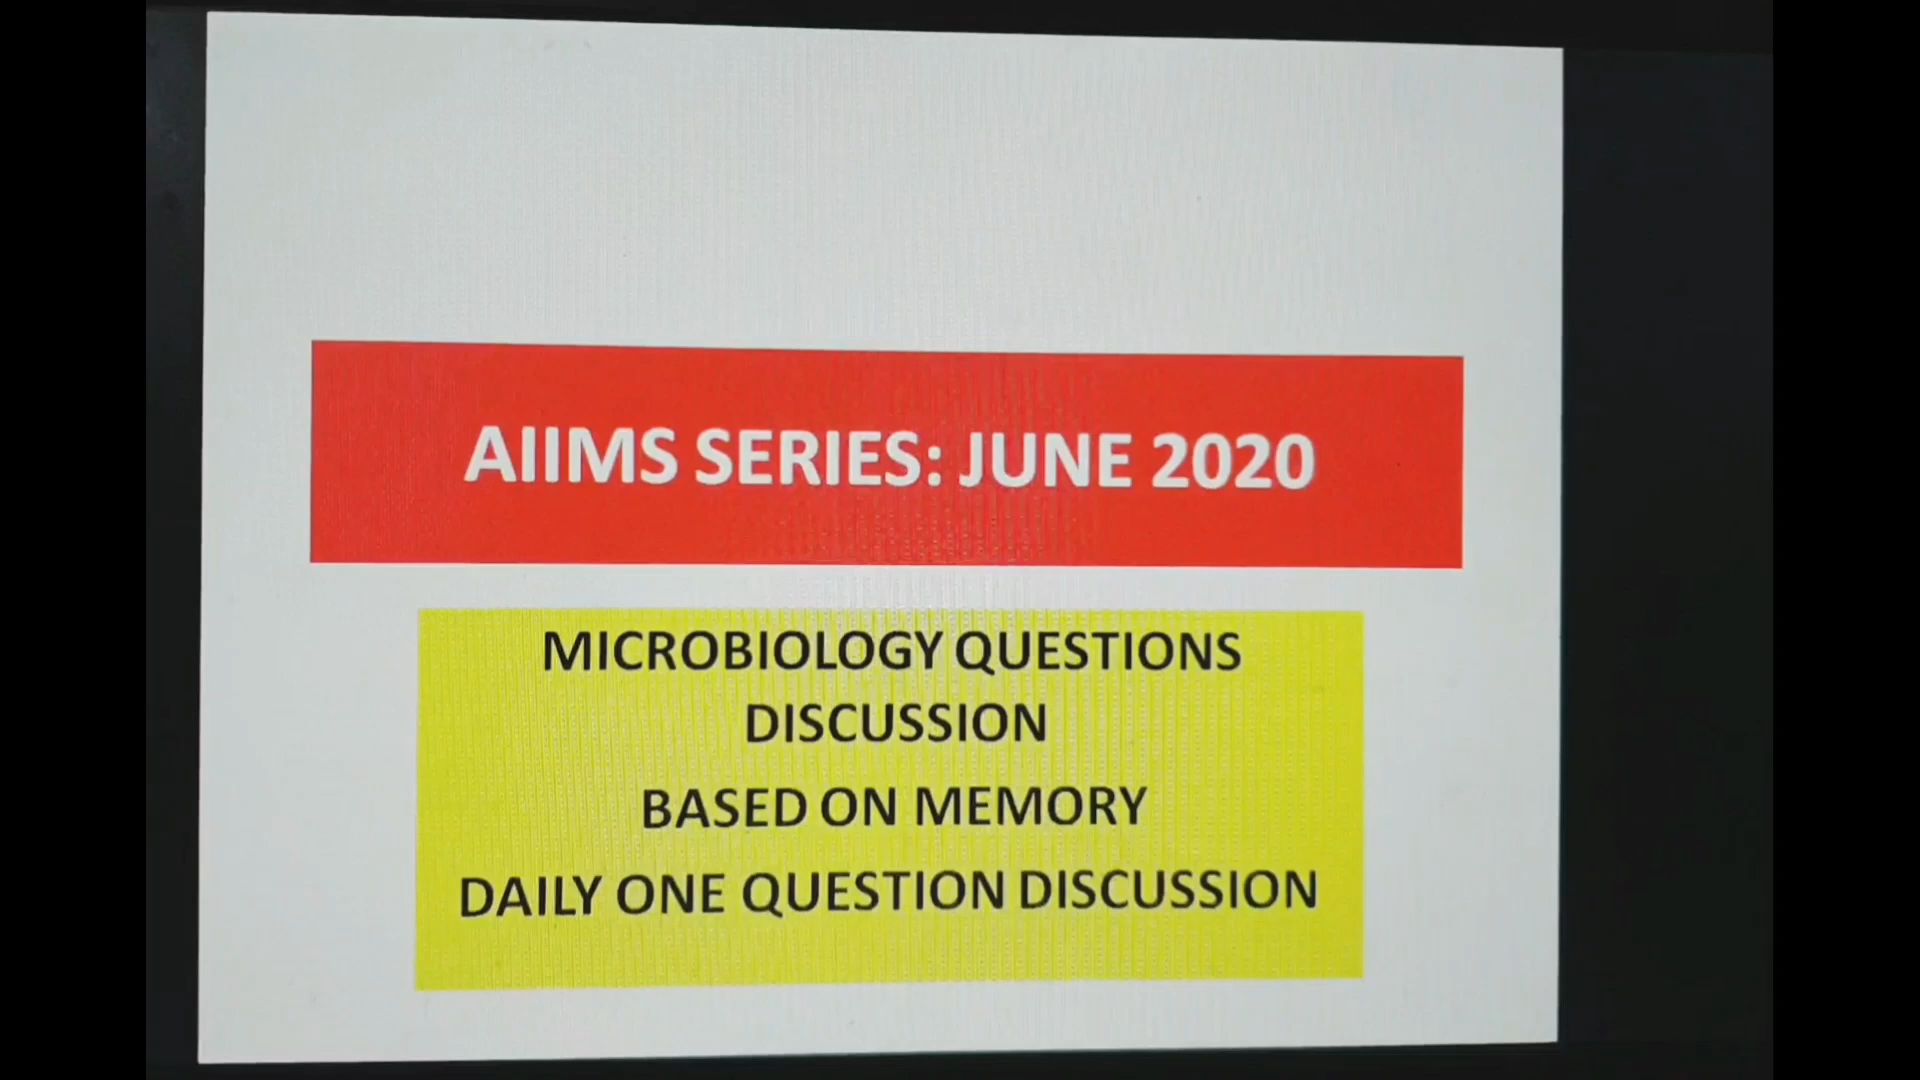 AIIMS SERIES: JUNE 2020
MICROBIOLOGY QUESTIONS
DISCUSSION
BASED ON MEMORY
DAILY ONE QUESTION DISCUSSION